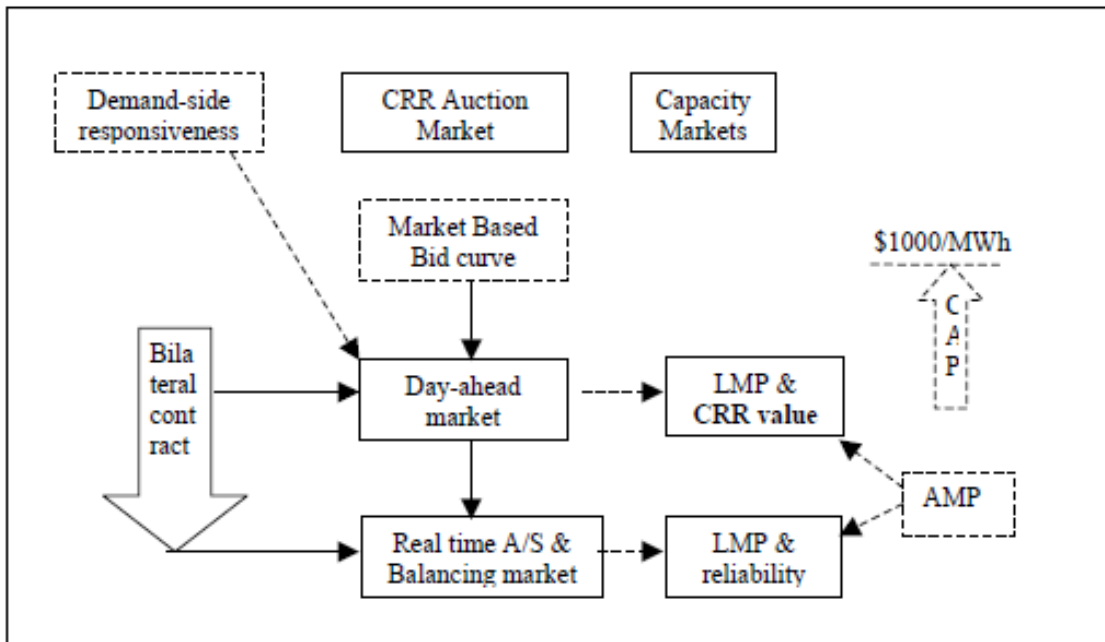 Demand-side
responsiveness
CRR Auction
Market
Capacity
Markets
Market Based
Bid curve
$1000/MWh
C
A
P
Bila
teral
cont
ract
Day-ahead
market
LMP &
CRR value
AMP
Real time A/S &
Balancing market
LMP &
reliability